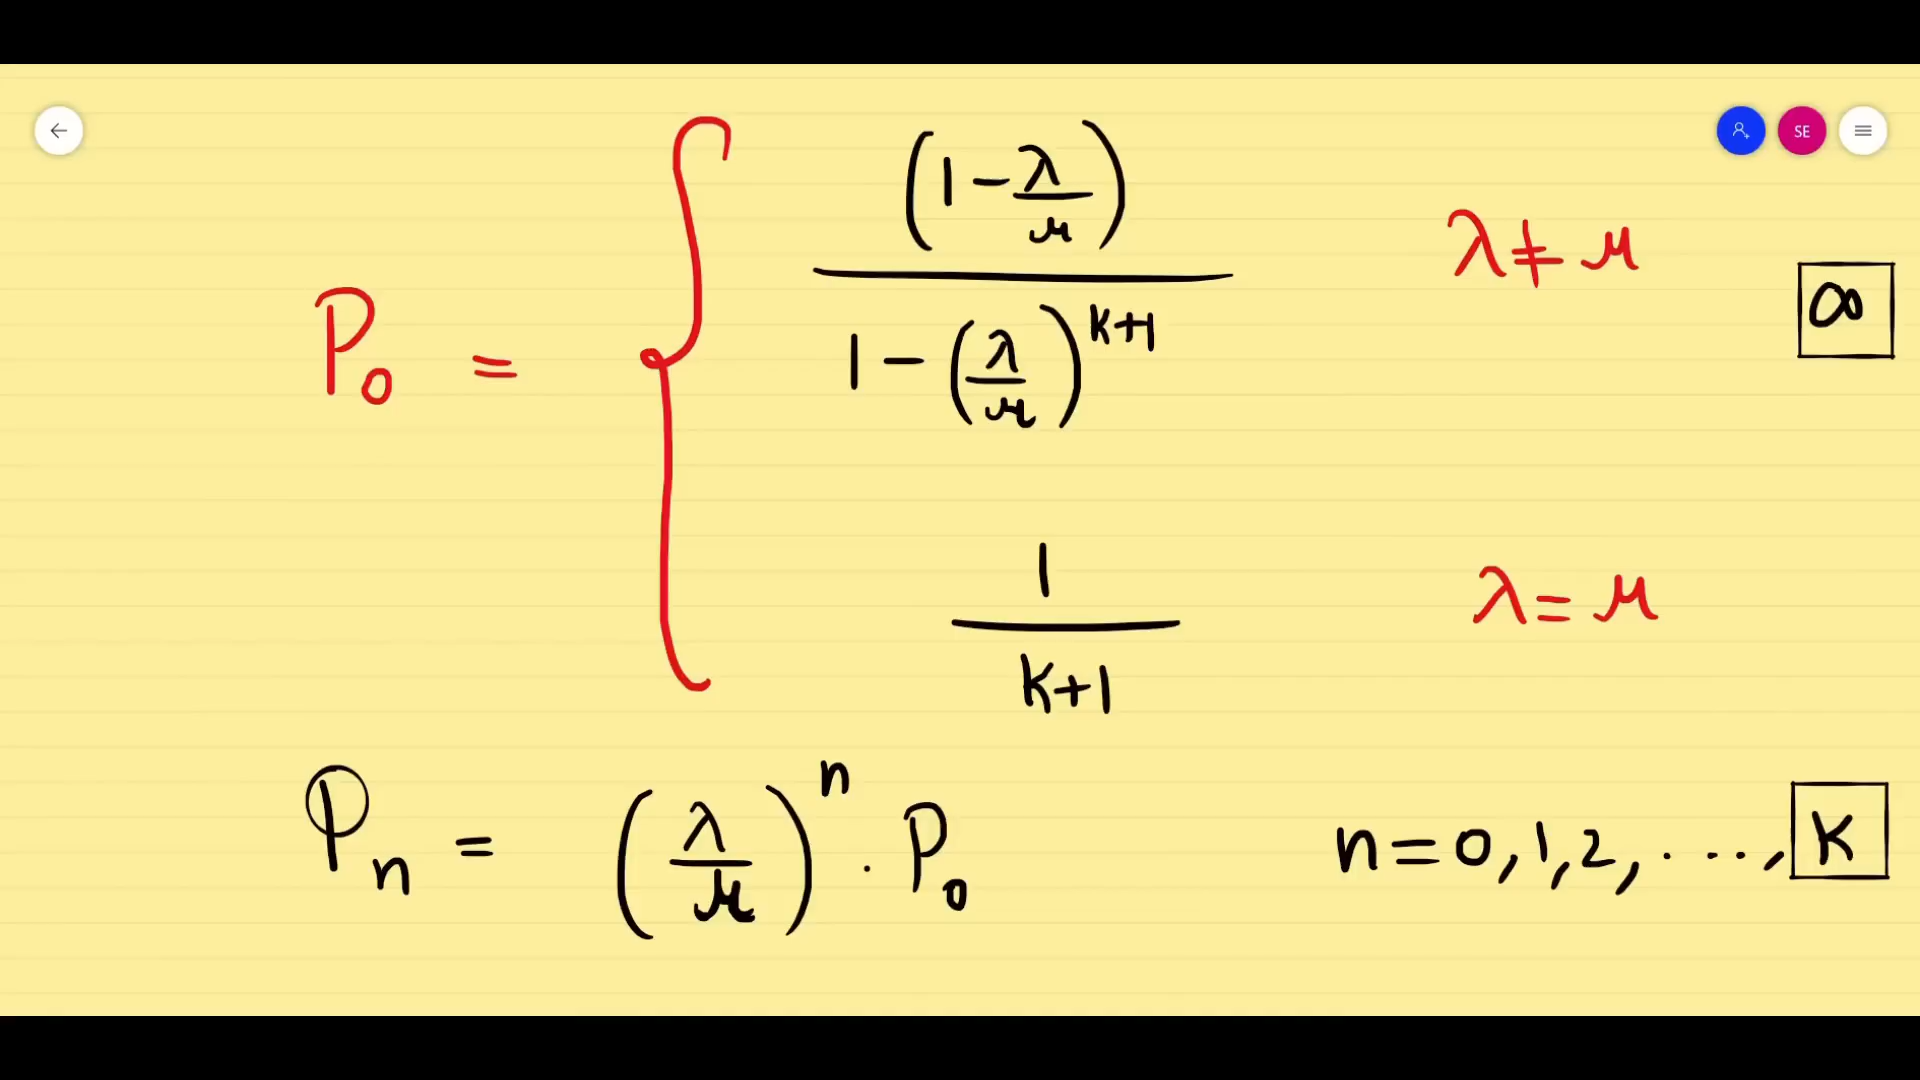 SE
P₀ = { (1 - λ/μ) / (1 - (λ/μ)^(k+1))   λ ≠ μ
∞
1 / (k+1)   λ = μ
Pₙ = (λ/μ)^n · P₀   n = 0, 1, 2, . ..., K